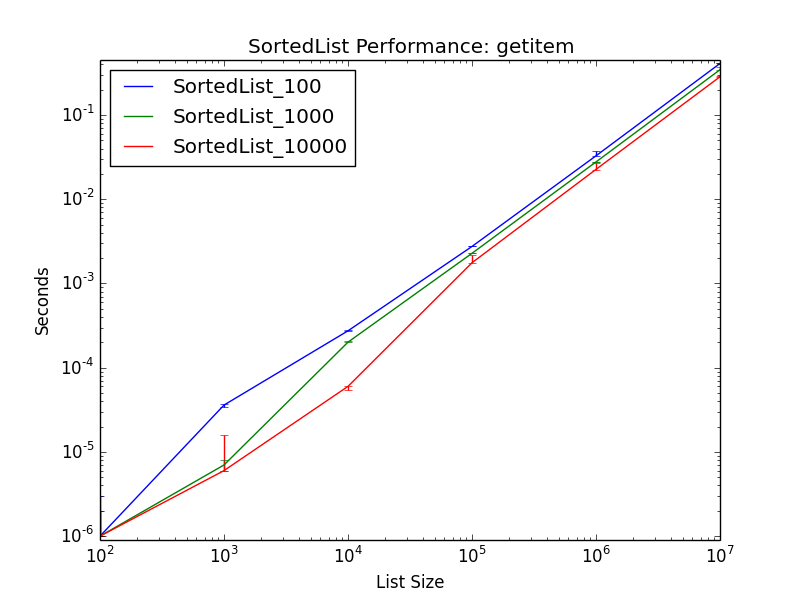 SortedList Performance: getitem
SortedList_100
SortedList_1000
SortedList_10000
10^-1
10^-2
10^-3
10^-4
10^-5
10^-6
Seconds
10^2 10^3 10^4 10^5 10^6 10^7
List Size